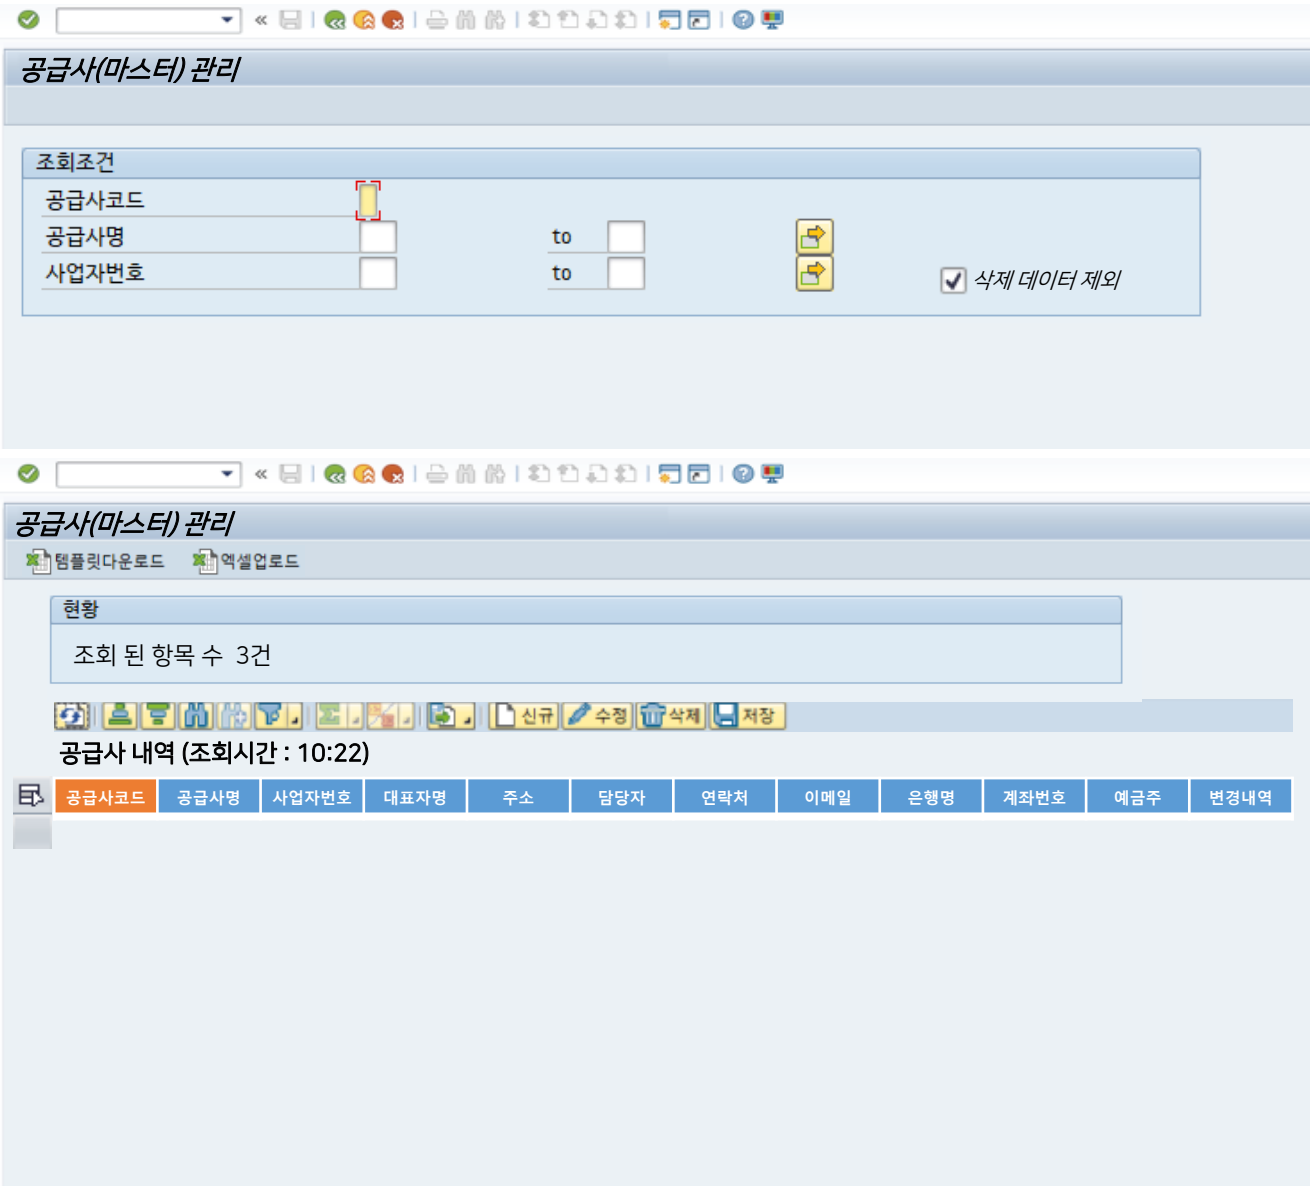 공급사(마스터) 관리
조회조건
공급사코드
공급사명 to
사업자번호 to 삭제 데이터 제외
공급사(마스터) 관리
템플릿다운로드 엑셀업로드
현황
조회 된 항목 수 3건
신규 수정 삭제 저장
공급사 내역 (조회시간 : 10:22)
공급사코드 공급사명 사업자번호 대표자명 주소 담당자 연락처 이메일 은행명 계좌번호 예금주 변경내역